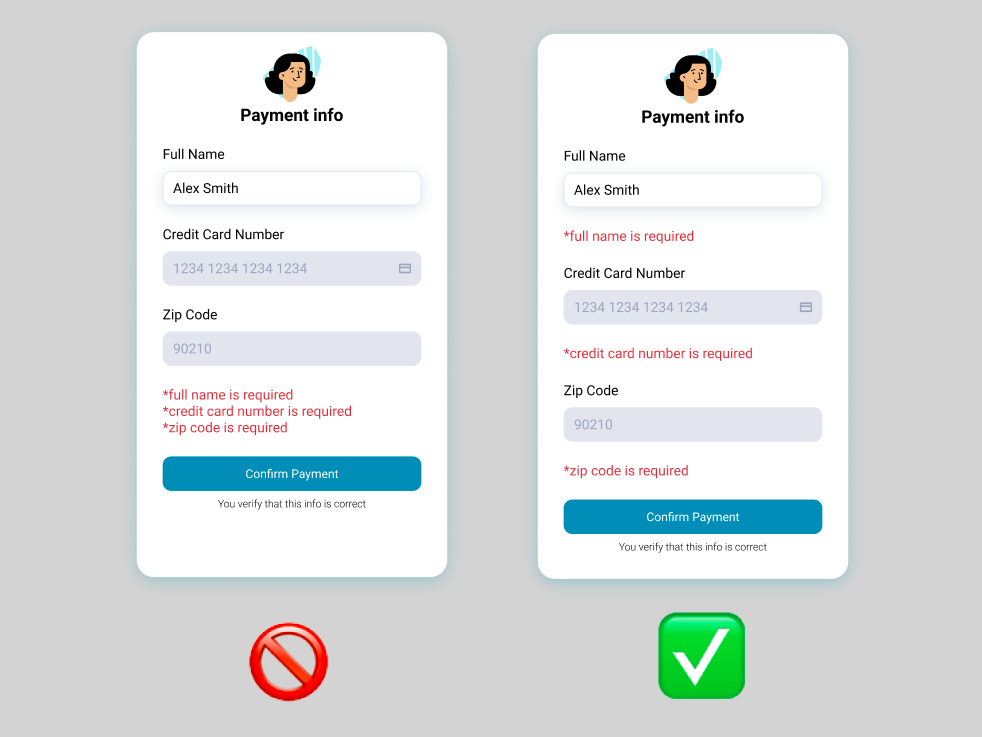 Payment info
Full Name
Alex Smith
Credit Card Number
1234 1234 1234 1234
Zip Code
90210
*full name is required
*credit card number is required
*zip code is required
Confirm Payment
You verify that this info is correct
Payment info
Full Name
Alex Smith
*full name is required
Credit Card Number
1234 1234 1234 1234
*credit card number is required
Zip Code
90210
*zip code is required
Confirm Payment
You verify that this info is correct